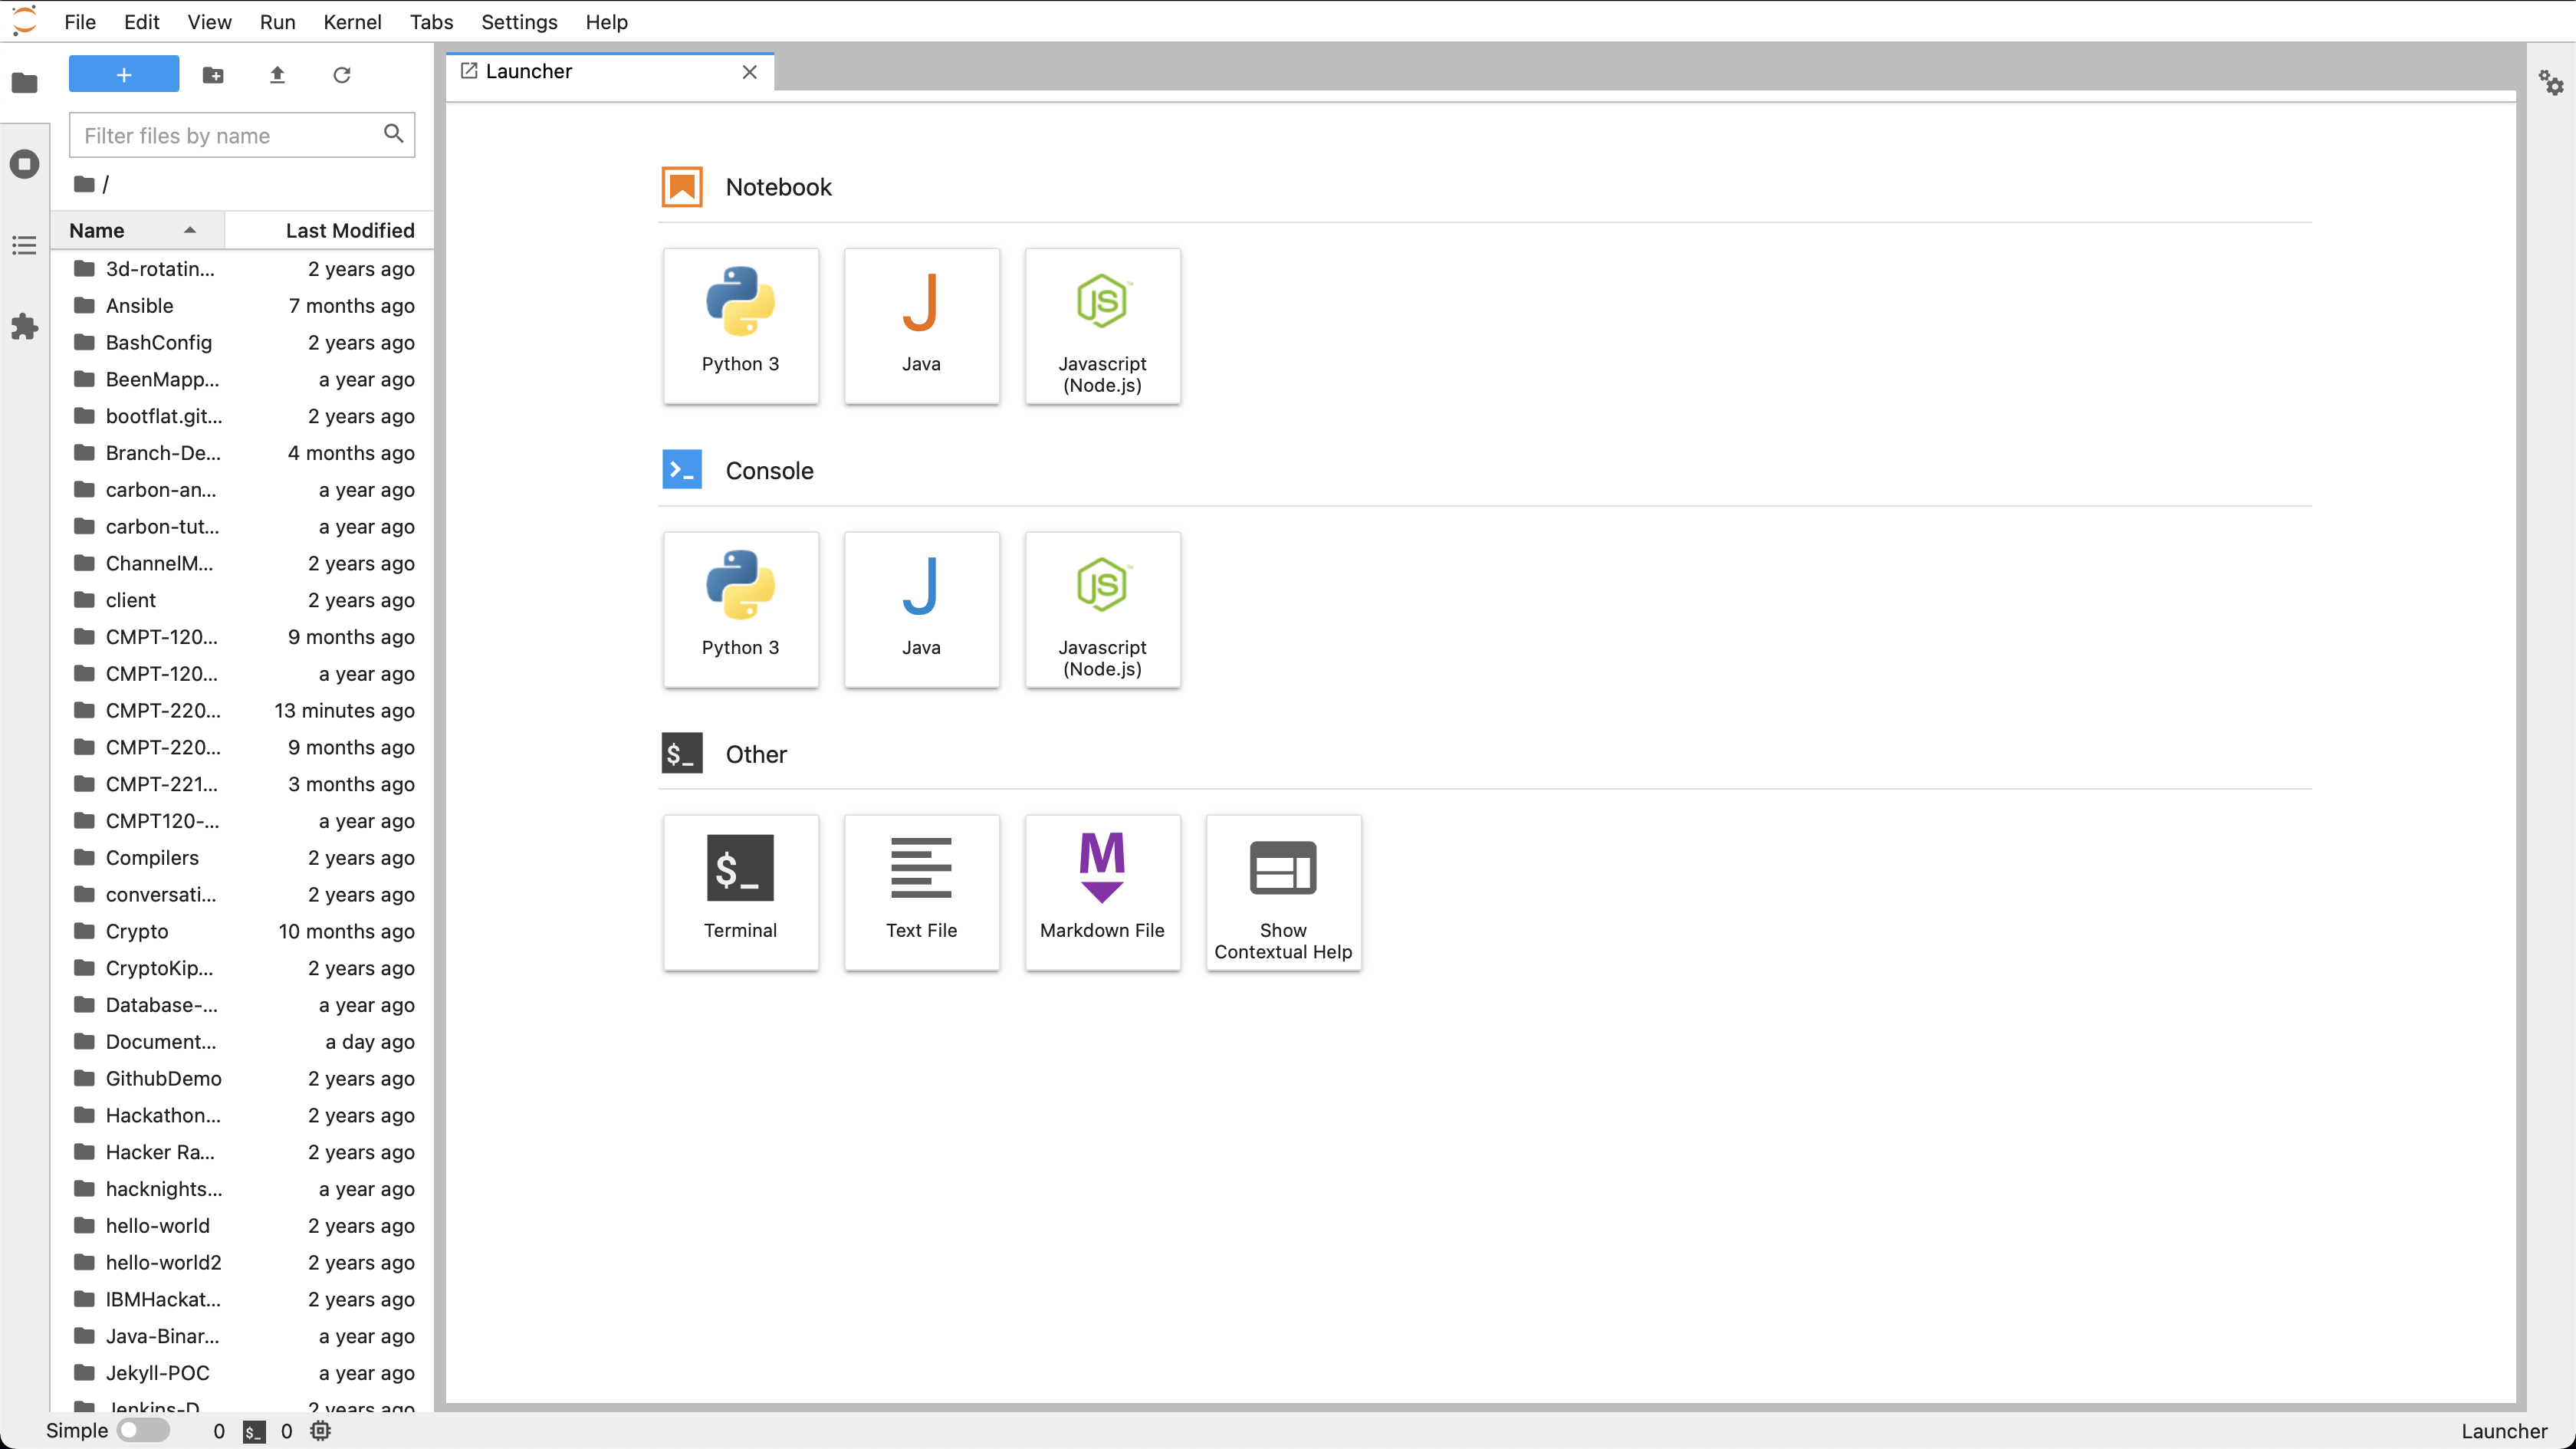 File Edit View Run Kernel Tabs Settings Help
+
Launcher
Filter files by name
/
Name Last Modified
3d-rotatin... 2 years ago
Ansible 7 months ago
BashConfig 2 years ago
BeenMapp... a year ago
bootflat.git... 2 years ago
Branch-De... 4 months ago
carbon-an... a year ago
carbon-tut... a year ago
ChannelM... 2 years ago
client 2 years ago
CMPT-120... 9 months ago
CMPT-120... a year ago
CMPT-220... 13 minutes ago
CMPT-220... 9 months ago
CMPT-221... 3 months ago
CMPT120-... a year ago
Compilers 2 years ago
conversati... 2 years ago
Crypto 10 months ago
CryptoKip... 2 years ago
Database-... a year ago
Document... a day ago
GithubDemo 2 years ago
Hackathon... 2 years ago
Hacker Ra... 2 years ago
hacknights... a year ago
hello-world 2 years ago
hello-world2 2 years ago
IBMHackat... 2 years ago
Java-Binar... a year ago
Jekyll-POC a year ago
Jenkins-D 2 years ago
Notebook
Python 3
J
Java
JS
Javascript
(Node.js)
>_
Console
Python 3
J
Java
JS
Javascript
(Node.js)
$_
Other
$_
Terminal
Text File
M
Markdown File
Show
Contextual Help
Simple 0 $_ 0
Launcher